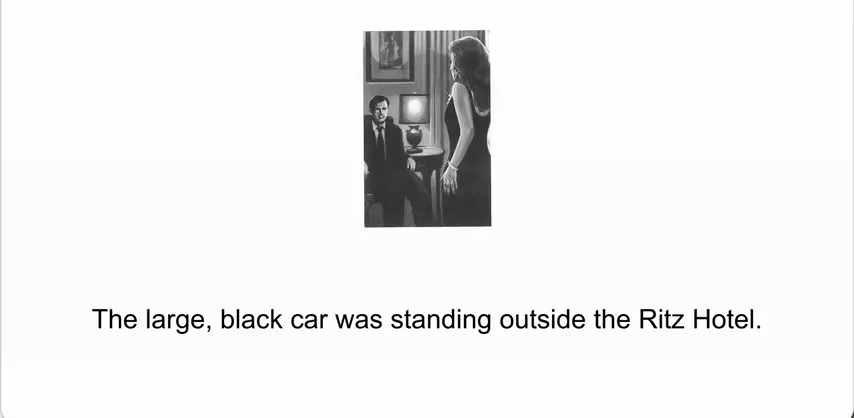 The large, black car was standing outside the Ritz Hotel.